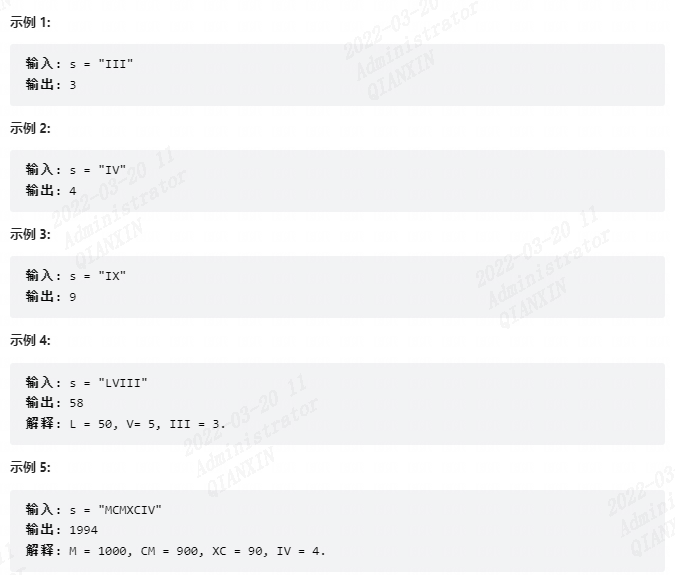 示例 1:
输入: s = "III"
输出: 3
示例 2:
输入: s = "IV"
输出: 4
示例 3:
输入: s = "IX"
输出: 9
示例 4:
输入: s = "LVIII"
输出: 58
解释: L = 50, V= 5, III = 3.
示例 5:
输入: s = "MCMXCIV"
输出: 1994
解释: M = 1000, CM = 900, XC = 90, IV = 4.
2022-03-20
Administrator
QIANXIN
2022-03-20 11
Administrator
QIANXIN
2022-03-20 11
Administrator
QIANXIN
2022-03-20 11
Administrator
QIANXIN
2022-03
Admini
QIAN